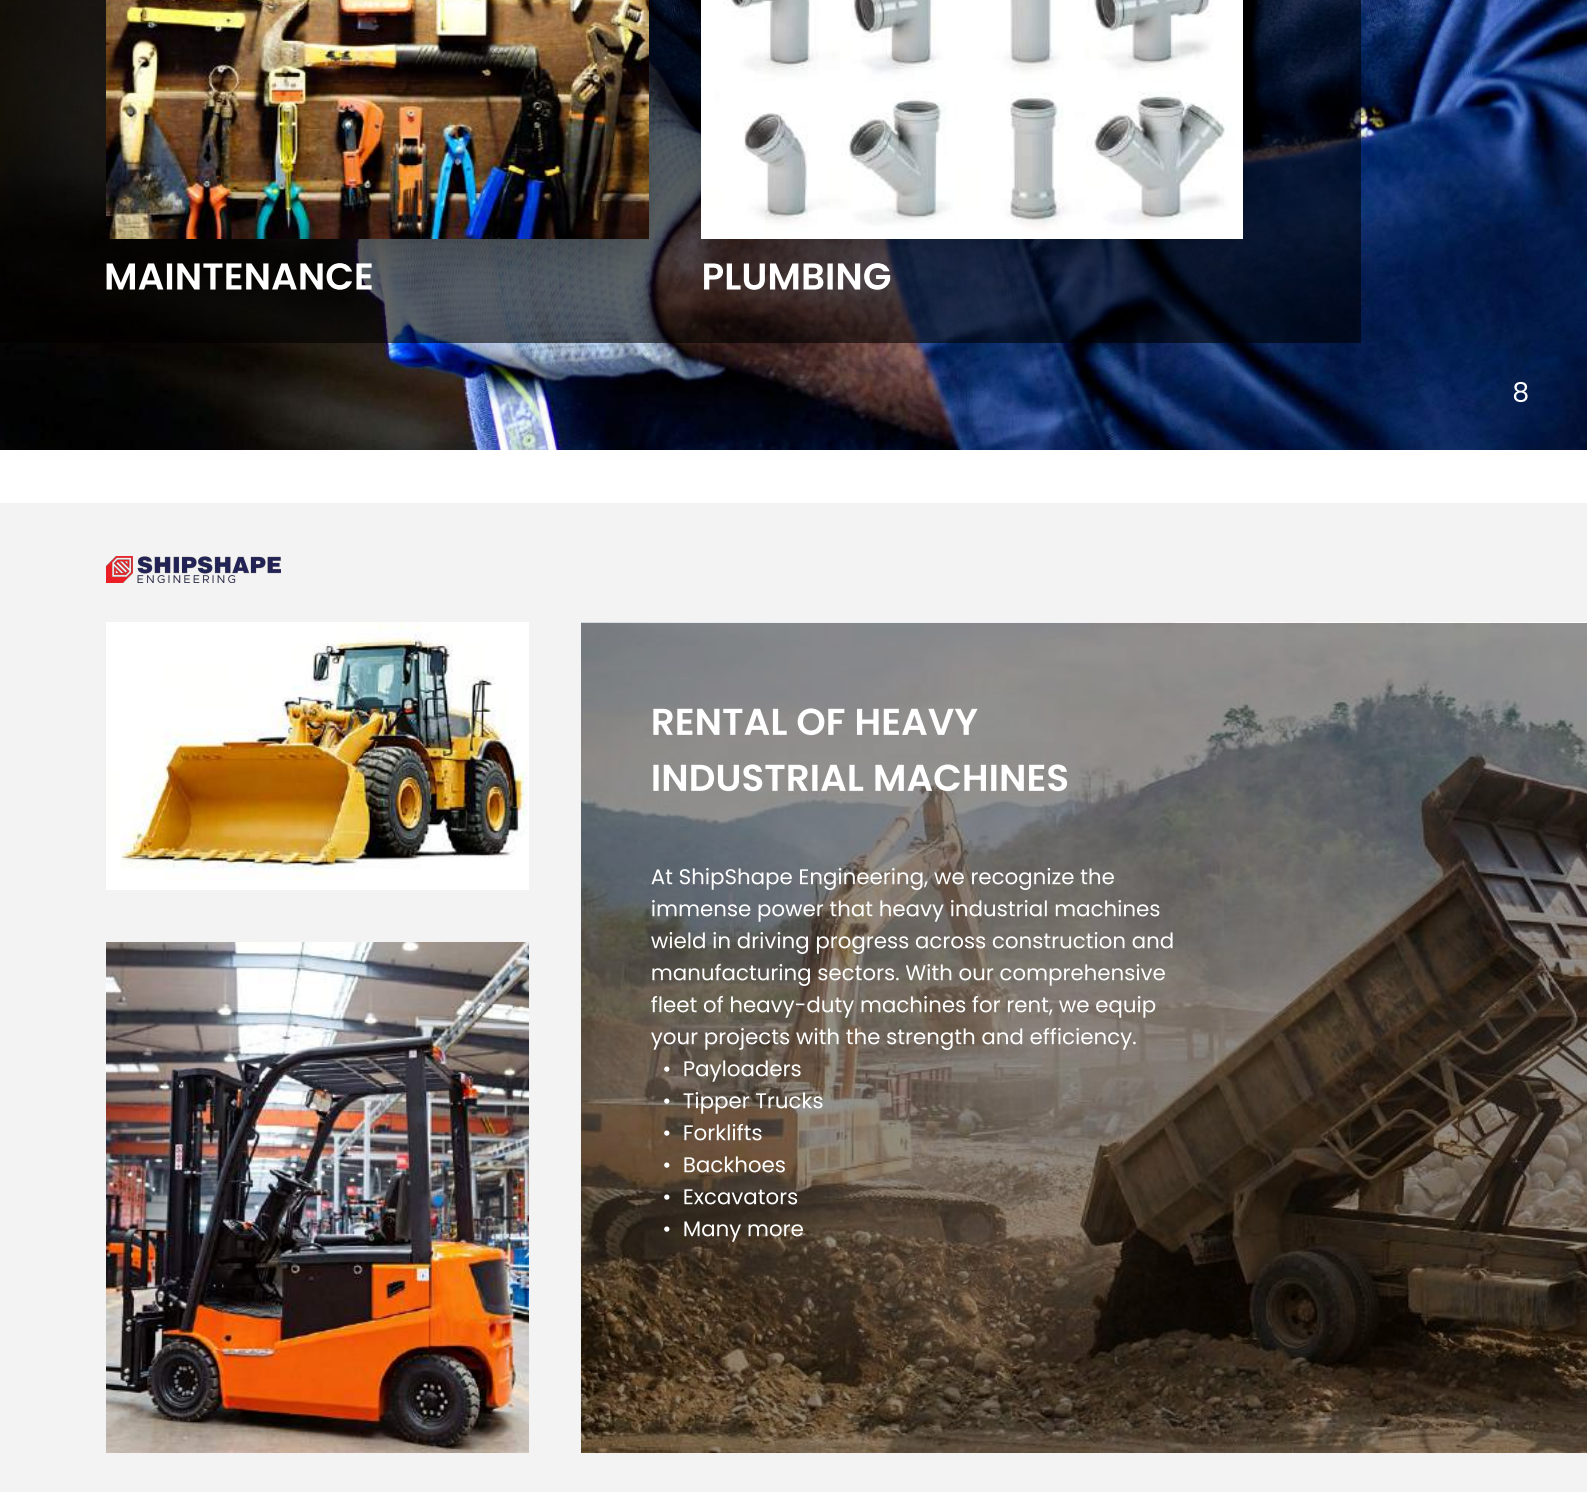 MAINTENANCE
PLUMBING
8
SHIPSHAPE
ENGINEERING
RENTAL OF HEAVY
INDUSTRIAL MACHINES
At ShipShape Engineering, we recognize the
immense power that heavy industrial machines
wield in driving progress across construction and
manufacturing sectors. With our comprehensive
fleet of heavy-duty machines for rent, we equip
your projects with the strength and efficiency.
• Payloaders
• Tipper Trucks
• Forklifts
• Backhoes
• Excavators
• Many more